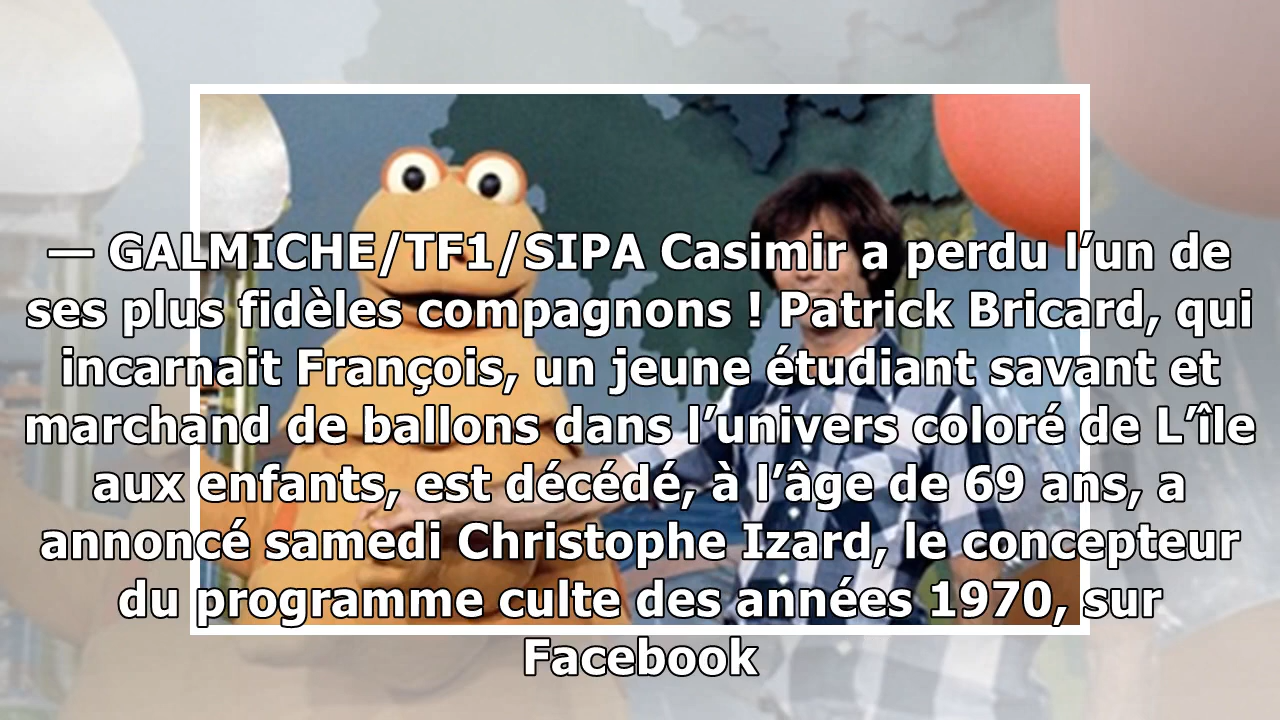 — GALMICHE/TF1/SIPA Casimir a perdu l’un de
ses plus fidèles compagnons ! Patrick Bricard, qui
incarnait François, un jeune étudiant savant et
marchand de ballons dans l’univers coloré de L’île
aux enfants, est décédé, à l’âge de 69 ans, a
annoncé samedi Christophe Izard, le concepteur
du programme culte des années 1970, sur
Facebook